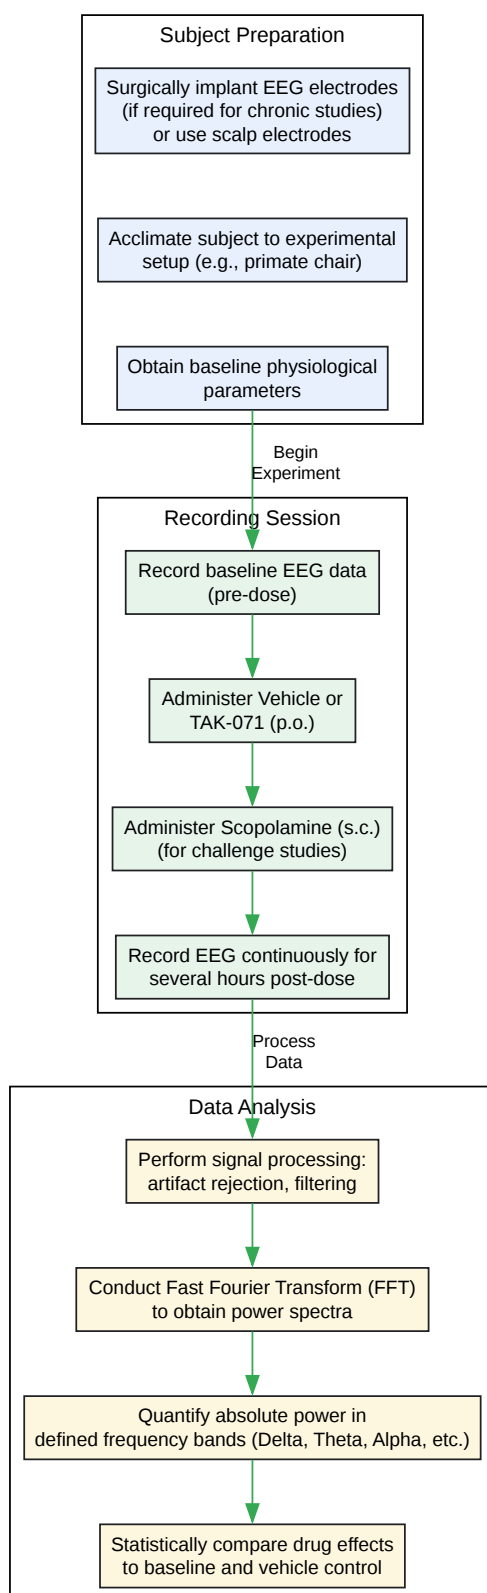 Subject Preparation
Surgically implant EEG electrodes
(if required for chronic studies)
or use scalp electrodes
Acclimate subject to experimental
setup (e.g., primate chair)
Obtain baseline physiological
parameters
Begin
Experiment
Recording Session
Record baseline EEG data
(pre-dose)
Administer Vehicle or
TAK-071 (p.o.)
Administer Scopolamine (s.c.)
(for challenge studies)
Record EEG continuously for
several hours post-dose
Process
Data
Data Analysis
Perform signal processing:
artifact rejection, filtering
Conduct Fast Fourier Transform (FFT)
to obtain power spectra
Quantify absolute power in
defined frequency bands (Delta, Theta, Alpha, etc.)
Statistically compare drug effects
to baseline and vehicle control